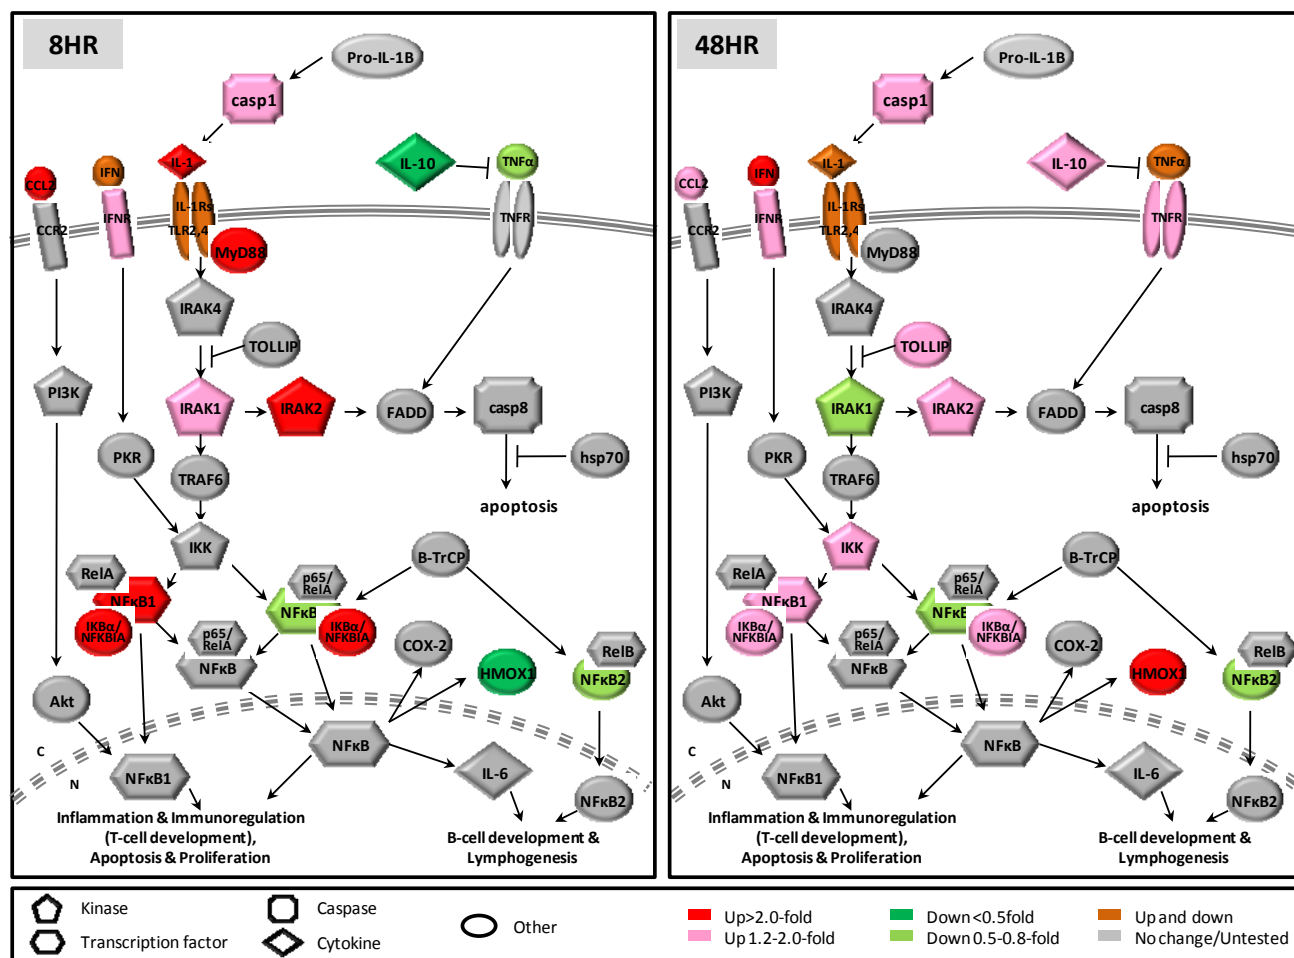 8HR
Pro-IL-1B
casp1
IL-1
IL-10
TNFα
CCL2
IFN
CCR2
IFNR
IL-1Rs
TLR2,4
TNFR
MyD88
IRAK4
TOLLIP
PI3K
IRAK1
IRAK2
FADD
casp8
PKR
TRAF6
hsp70
apoptosis
IKK
B-TrCP
RelA
NFκB1
IKBα/
NFKBIA
p65/
RelA
NFκB
IKBα/
NFKBIA
p65/
RelA
NFκB
COX-2
HMOX1
RelB
NFκB2
Akt
C
N
NFκB1
NFκB
IL-6
NFκB2
Inflammation & Immunoregulation
(T-cell development),
Apoptosis & Proliferation
B-cell development &
Lymphogenesis
48HR
Pro-IL-1B
casp1
IL-1
IL-10
TNFα
CCL2
IFN
CCR2
IFNR
IL-1Rs
TLR2,4
TNFR
MyD88
IRAK4
TOLLIP
PI3K
IRAK1
IRAK2
FADD
casp8
PKR
TRAF6
hsp70
apoptosis
IKK
B-TrCP
RelA
NFκB1
IKBα/
NFKBIA
p65/
RelA
NFκB
IKBα/
NFKBIA
p65/
RelA
NFκB
COX-2
HMOX1
RelB
NFκB2
Akt
C
N
NFκB1
NFκB
IL-6
NFκB2
Inflammation & Immunoregulation
(T-cell development),
Apoptosis & Proliferation
B-cell development &
Lymphogenesis
Kinase
Transcription factor
Caspase
Cytokine
Other
Up>2.0-fold
Up 1.2-2.0-fold
Down <0.5fold
Down 0.5-0.8-fold
Up and down
No change/Untested